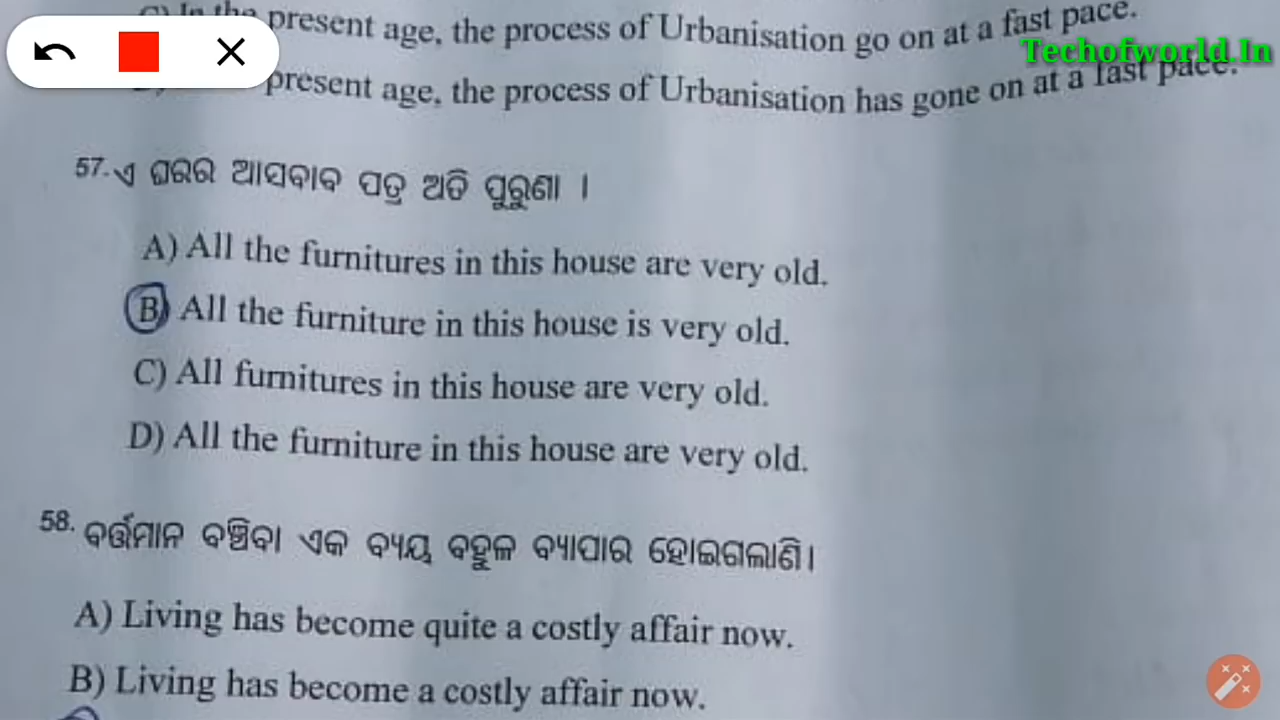 C) In the present age, the process of Urbanisation go on at a fast pace.
Techofworld.In
present age, the process of Urbanisation has gone on at a fast pace.
57. ଏ ଘରର ଆସବାବ ପତ୍ର ଅତି ପୁରୁଣା ।
A) All the furnitures in this house are very old.
B) All the furniture in this house is very old.
C) All furnitures in this house are very old.
D) All the furniture in this house are very old.
58. ବର୍ତ୍ତମାନ ବଞ୍ଚିବା ଏକ ବ୍ୟୟ ବହୁଳ ବ୍ୟାପାର ହୋଇଗଲାଣି।
A) Living has become quite a costly affair now.
B) Living has become a costly affair now.